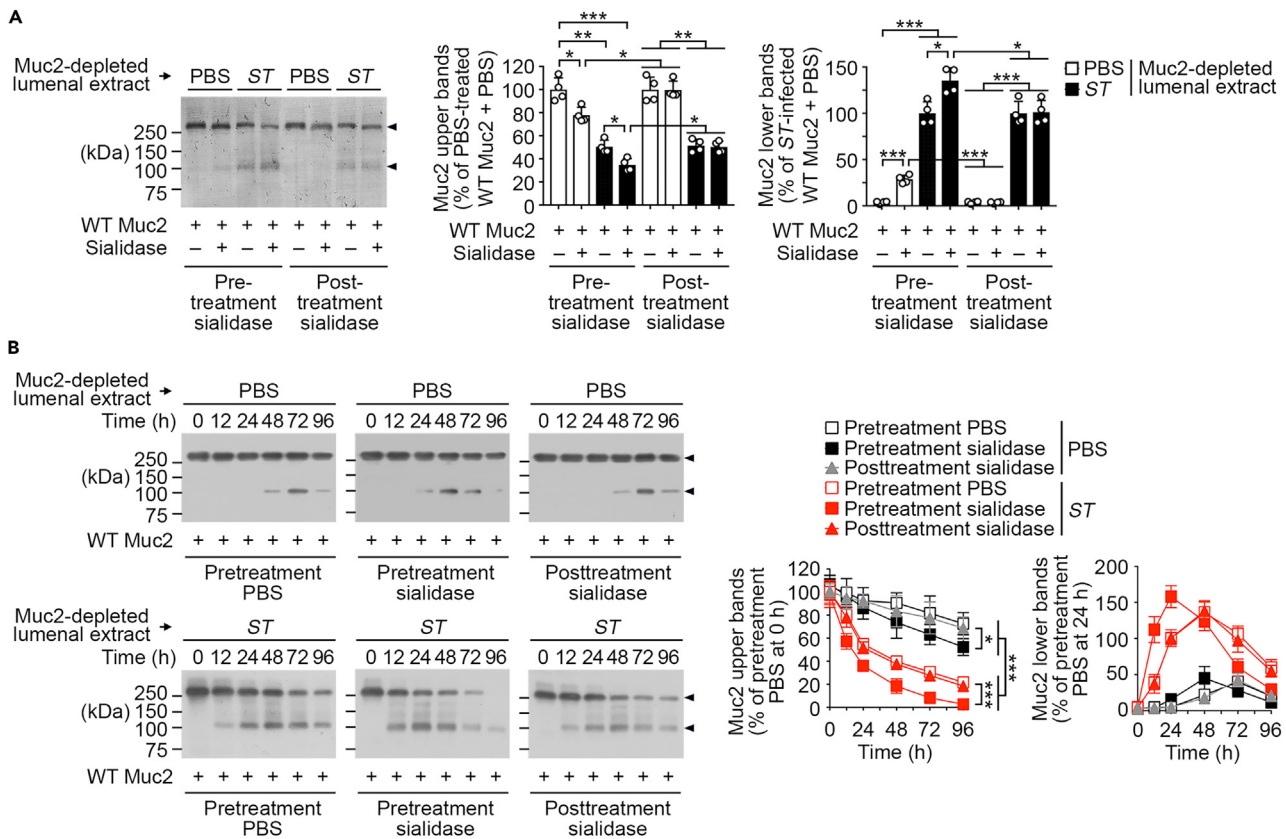 A
Muc2-depleted
lumenal extract
PBS ST PBS ST
250
(kDa)
150
100
75
WT Muc2 + + + + + + + +
Sialidase – + – + – + – +
Pre-
treatment
sialidase
Post-
treatment
sialidase
Muc2 upper bands
(% of PBS-treated
WT Muc2 + PBS)
120
100
80
60
40
20
0
*** ** * * ** * *
WT Muc2 + + + + + + + +
Sialidase – + – + – + – +
Pre-
treatment
sialidase
Post-
treatment
sialidase
Muc2 lower bands
(% of ST-infected
WT Muc2 + PBS)
150
125
100
75
50
25
0
*** * * *** *** ***
WT Muc2 + + + + + + + +
Sialidase – + – + – + – +
Pre-
treatment
sialidase
Post-
treatment
sialidase
PBS
ST
Muc2-depleted
lumenal extract
B
Muc2-depleted
lumenal extract
PBS PBS PBS
Time (h) 0 12 24 48 72 96 0 12 24 48 72 96 0 12 24 48 72 96
250
(kDa)
150
100
75
WT Muc2 + + + + + + + + + + + + + + + + + +
Pretreatment
PBS
Pretreatment
sialidase
Posttreatment
sialidase
Muc2-depleted
lumenal extract
ST ST ST
Time (h) 0 12 24 48 72 96 0 12 24 48 72 96 0 12 24 48 72 96
250
(kDa)
150
100
75
WT Muc2 + + + + + + + + + + + + + + + + + +
Pretreatment
PBS
Pretreatment
sialidase
Posttreatment
sialidase
Pretreatment PBS
Pretreatment sialidase
Posttreatment sialidase
PBS
Pretreatment PBS
Pretreatment sialidase
Posttreatment sialidase
ST
Muc2 upper bands
(% of pretreatment
PBS at 0 h)
120
100
80
60
40
20
0
* *** ***
0 24 48 72 96
Time (h)
Muc2 lower bands
(% of pretreatment
PBS at 24 h)
200
150
100
50
0
0 24 48 72 96
Time (h)